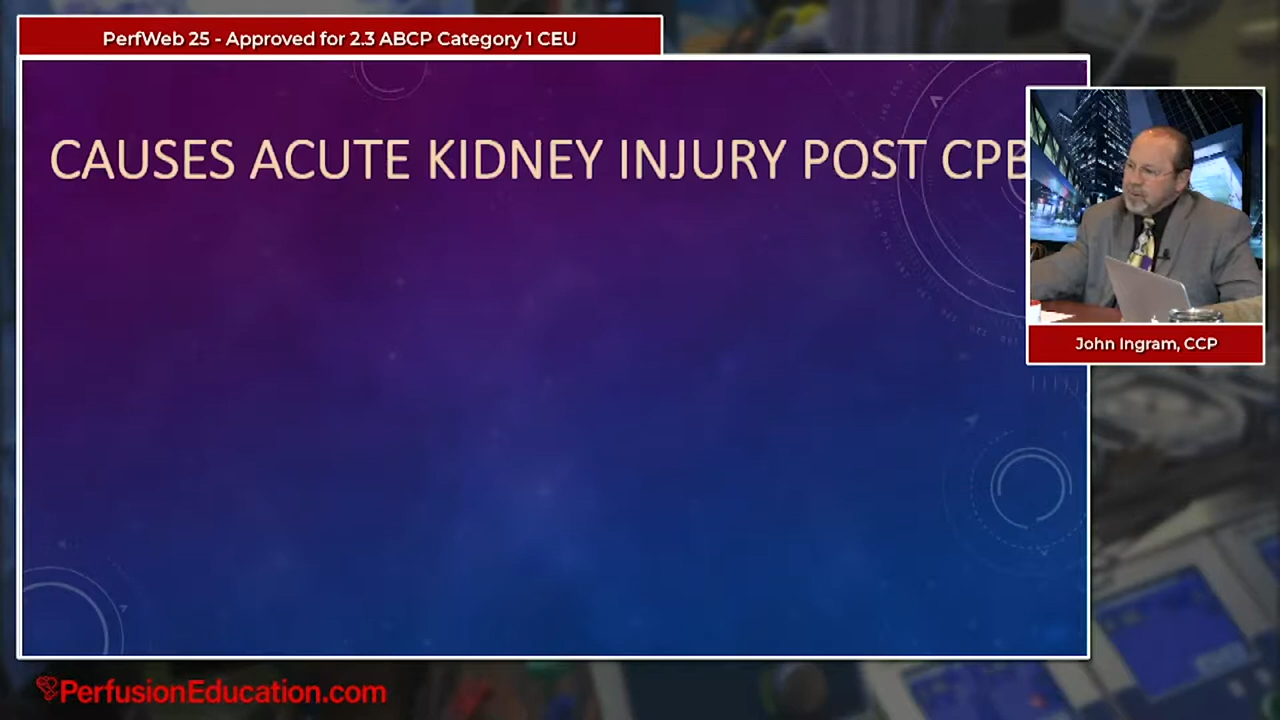 PerfWeb 25 - Approved for 2.3 ABCP Category 1 CEU
CAUSES ACUTE KIDNEY INJURY POST CPB
John Ingram, CCP
PerfusionEducation.com